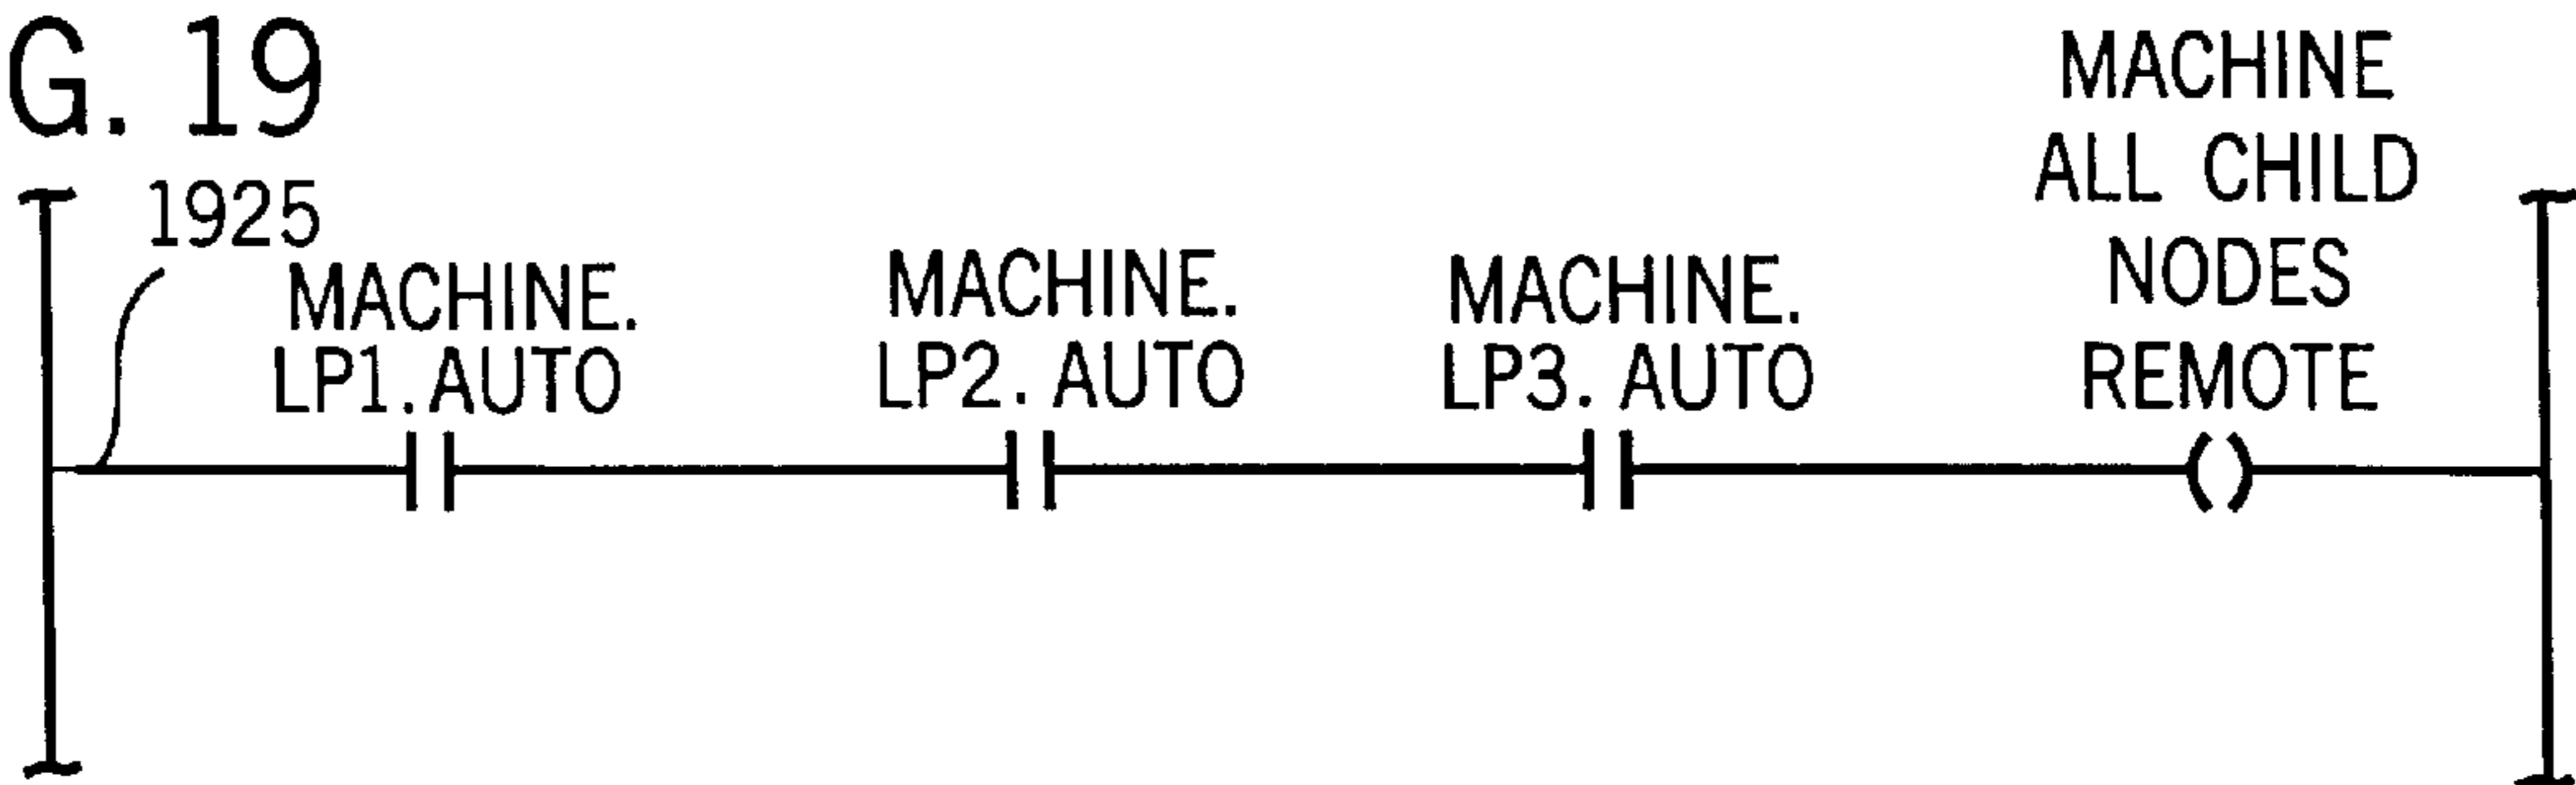 G. 19
1925
MACHINE.
LP1. AUTO
MACHINE.
LP2. AUTO
MACHINE.
LP3. AUTO
MACHINE
ALL CHILD
NODES
REMOTE